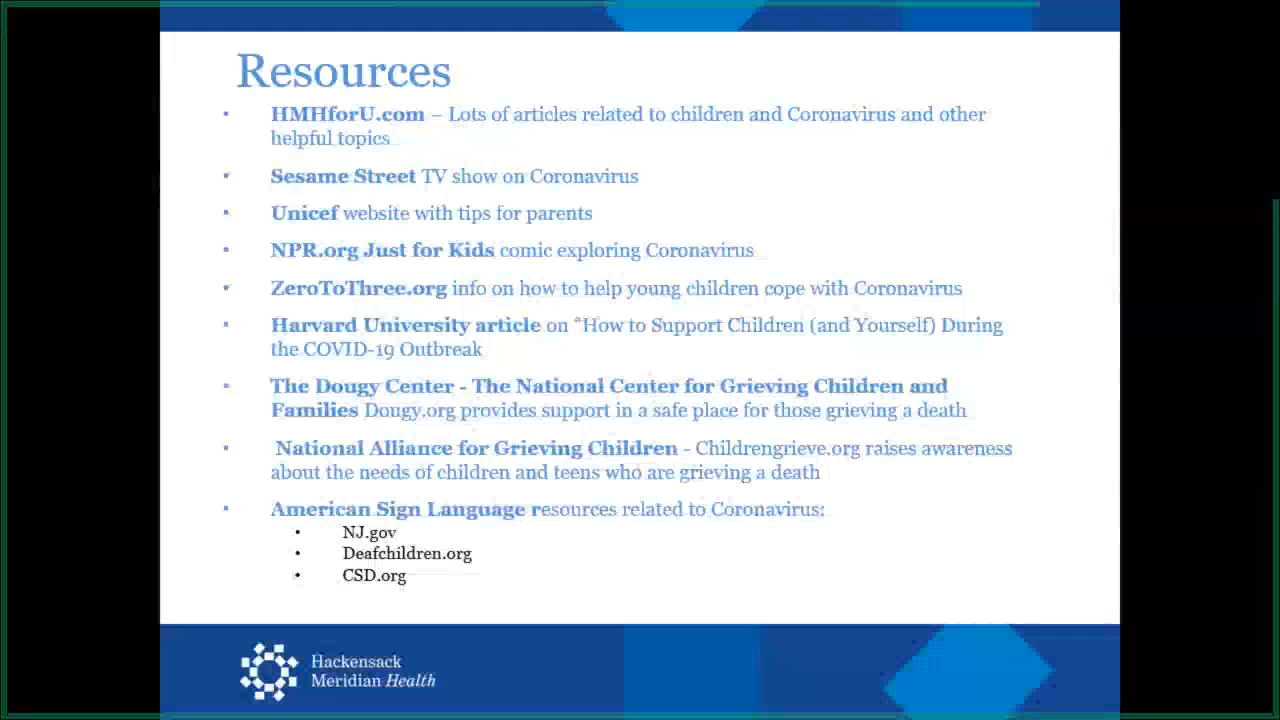 Resources
• HMHforU.com – Lots of articles related to children and Coronavirus and other
helpful topics
• Sesame Street TV show on Coronavirus
• Unicef website with tips for parents
• NPR.org Just for Kids comic exploring Coronavirus
• ZeroToThree.org info on how to help young children cope with Coronavirus
• Harvard University article on “How to Support Children (and Yourself) During
the COVID-19 Outbreak
• The Dougy Center - The National Center for Grieving Children and
Families Dougy.org provides support in a safe place for those grieving a death
• National Alliance for Grieving Children - Childrengrieve.org raises awareness
about the needs of children and teens who are grieving a death
• American Sign Language resources related to Coronavirus:
• NJ.gov
• Deafchildren.org
• CSD.org
Hackensack
Meridian Health